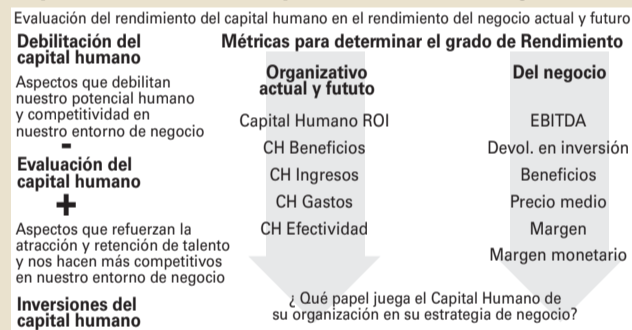 Evaluación del rendimiento del capital humano en el rendimiento del negocio actual y futuro
Debilitación del
capital humano
Aspectos que debilitan
nuestro potencial humano
y competitividad en
nuestro entorno de negocio
-
Evaluación del
capital humano
+
Aspectos que refuerzan la
atracción y retención de talento
y nos hacen más competitivos
en nuestro entorno de negocio
Inversiones del
capital humano
Métricas para determinar el grado de Rendimiento
Organizativo
actual y fututo
Capital Humano ROI
CH Beneficios
CH Ingresos
CH Gastos
CH Efectividad
Del negocio
EBITDA
Devol. en inversión
Beneficios
Precio medio
Margen
Margen monetario
¿ Qué papel juega el Capital Humano de
su organización en su estrategia de negocio?